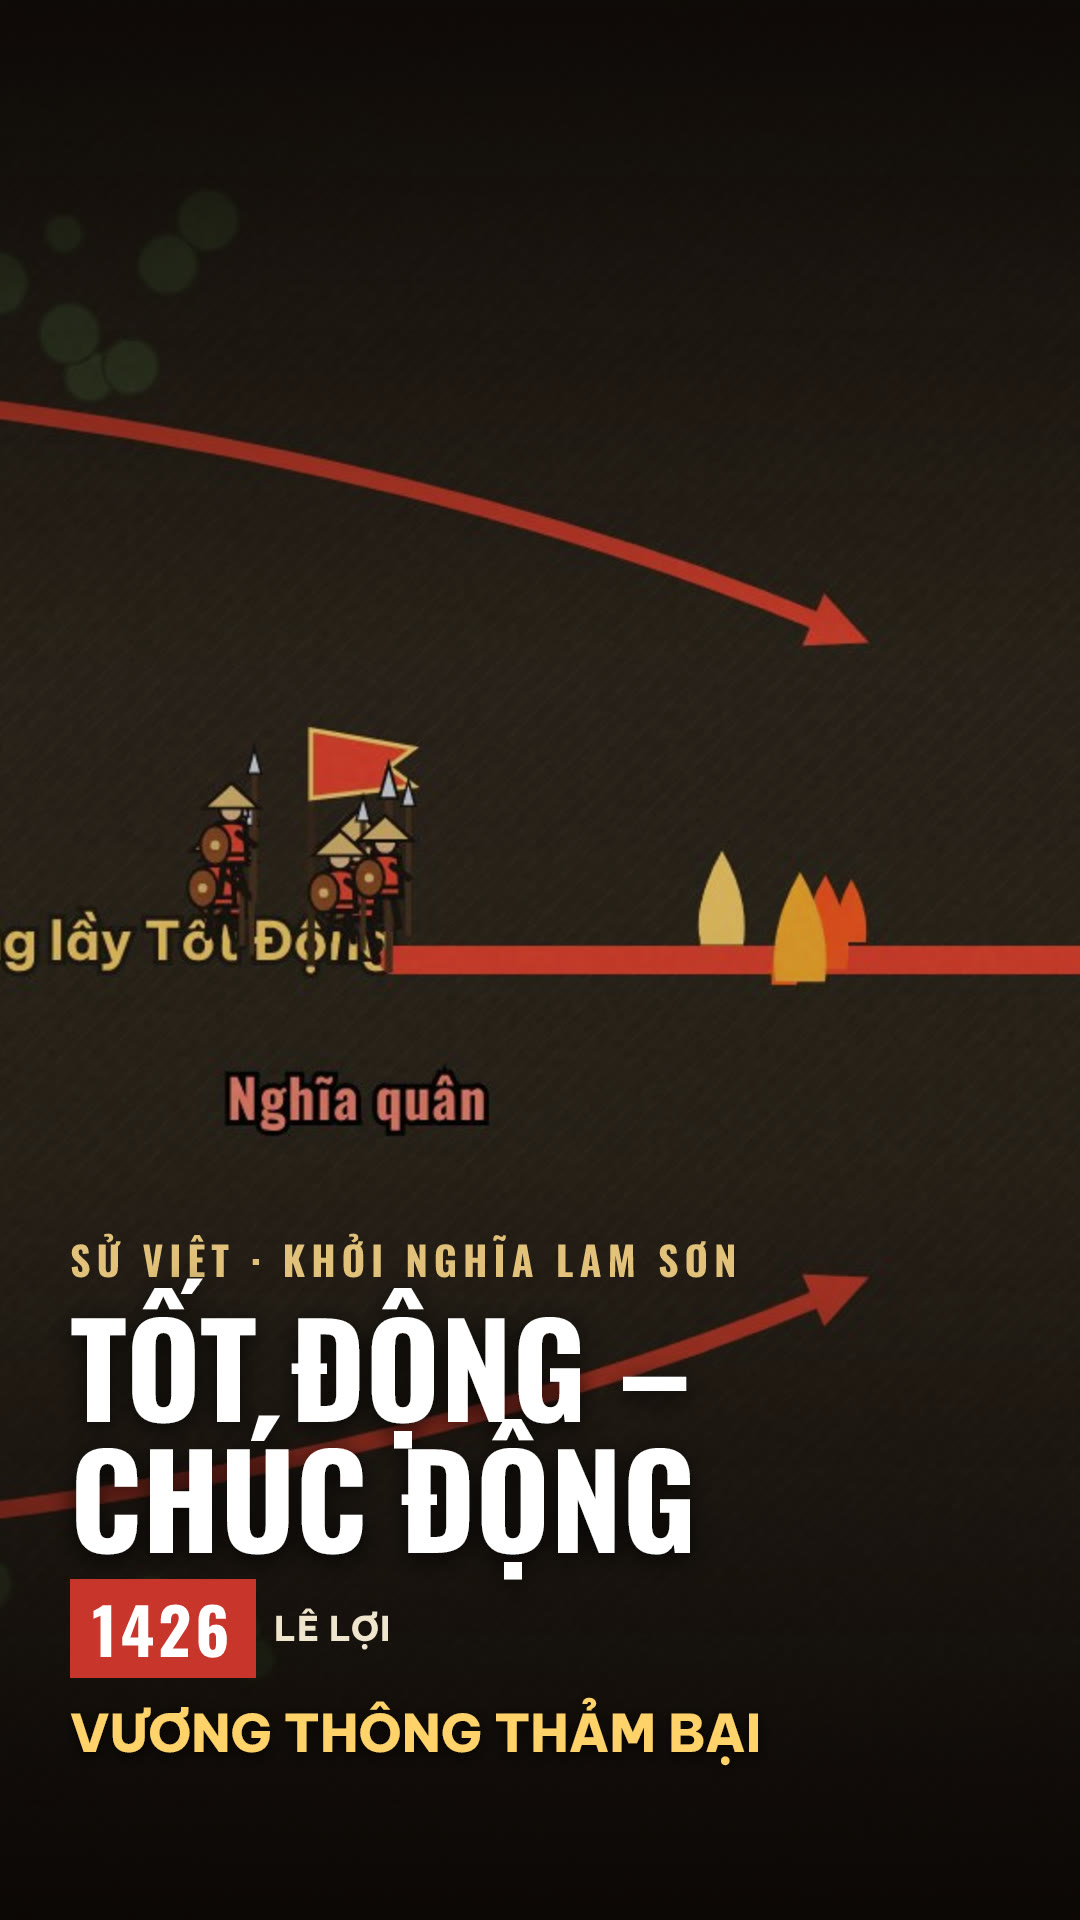 g lầy Tốt Động
Nghĩa quân
SỬ VIỆT · KHỞI NGHĨA LAM SƠN
TỐT ĐỘNG –
CHÚC ĐỘNG
1426 LÊ LỢI
VƯƠNG THÔNG THẢM BẠI